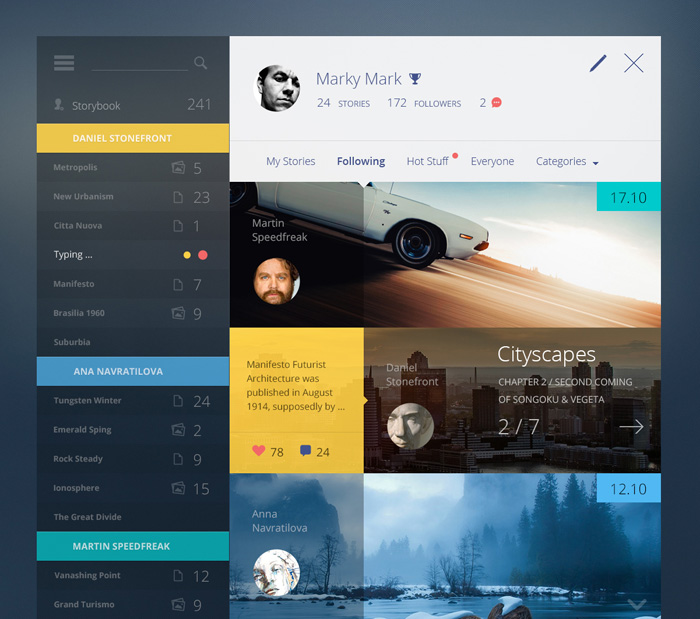 Storybook 241
DANIEL STONEFRONT
Metropolis 5
New Urbanism 23
Citta Nuova 1
Typing ...
Manifesto 7
Brasilia 1960 9
Suburbia
ANA NAVRATILOVA
Tungsten Winter 24
Emerald Sping 2
Rock Steady 9
Ionosphere 15
The Great Divide
MARTIN SPEEDFREAK
Vanashing Point 12
Grand Turismo 9
Marky Mark
24 STORIES 172 FOLLOWERS 2
My Stories Following Hot Stuff Everyone Categories
Martin
Speedfreak
17.10
Manifesto Futurist
Architecture was
published in August
1914, supposedly by ...
78 24
Daniel
Stonefront
Cityscapes
CHAPTER 2 / SECOND COMING
OF SONGOKU & VEGETA
2 / 7
Anna
Navratilova
12.10